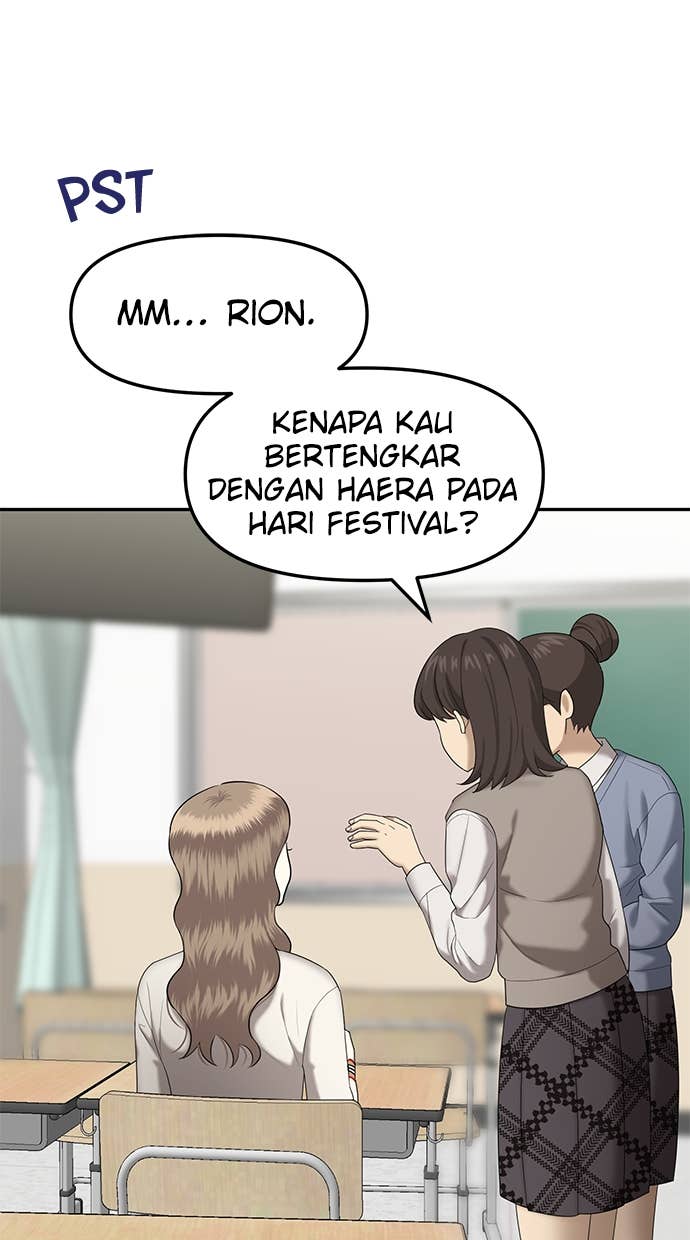 PST
MM... RION.
KENAPA KAU
BERTENGKAR
DENGAN HAERA PADA
HARI FESTIVAL?